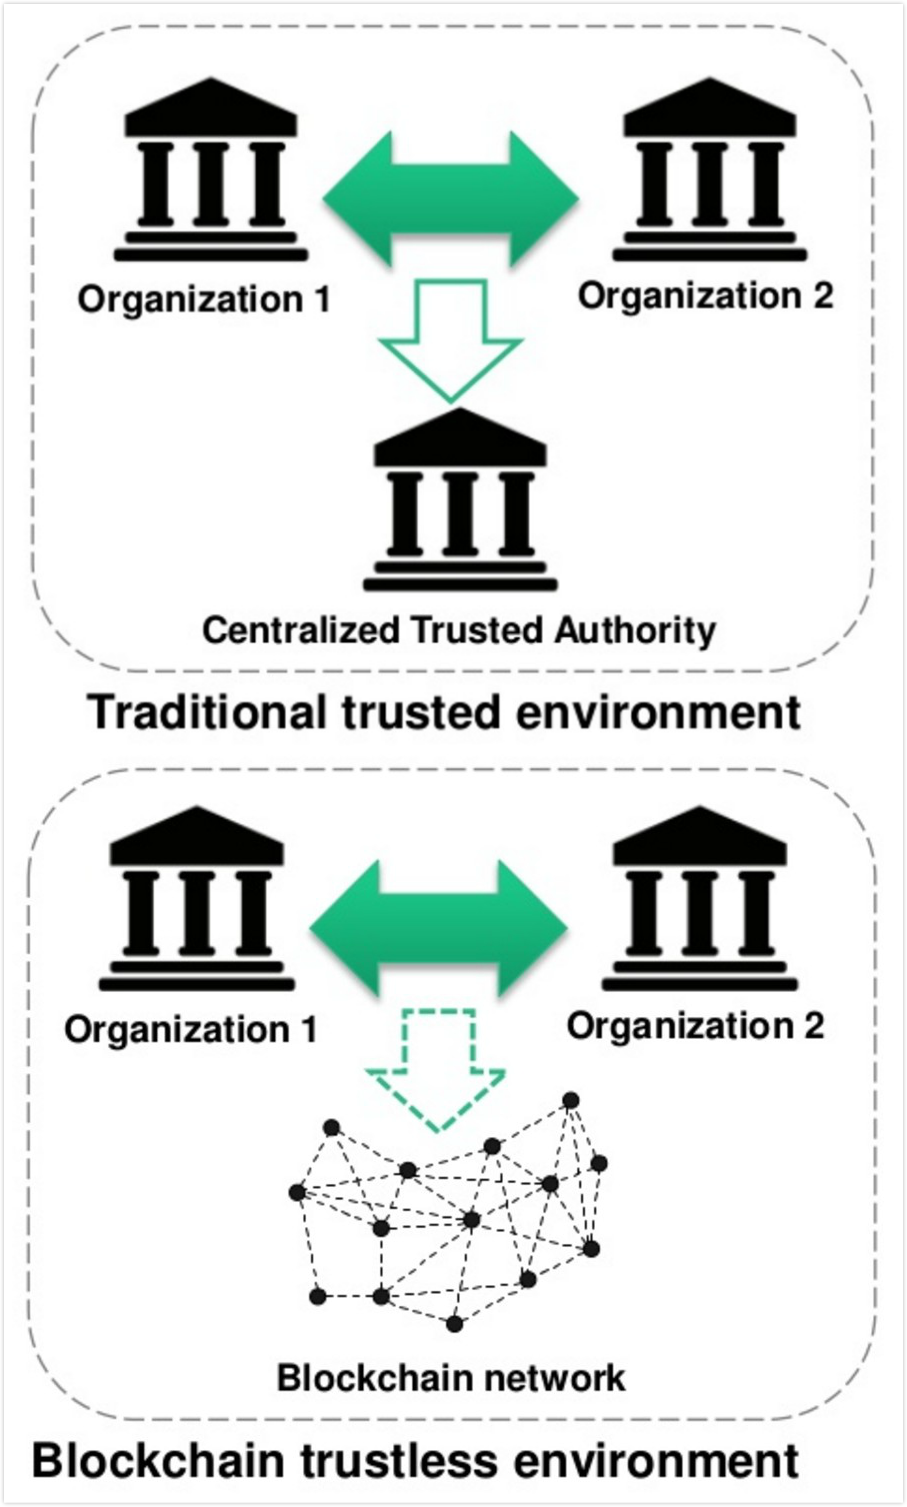 Organization 1
Organization 2
Centralized Trusted Authority
Traditional trusted environment
Organization 1
Organization 2
Blockchain network
Blockchain trustless environment